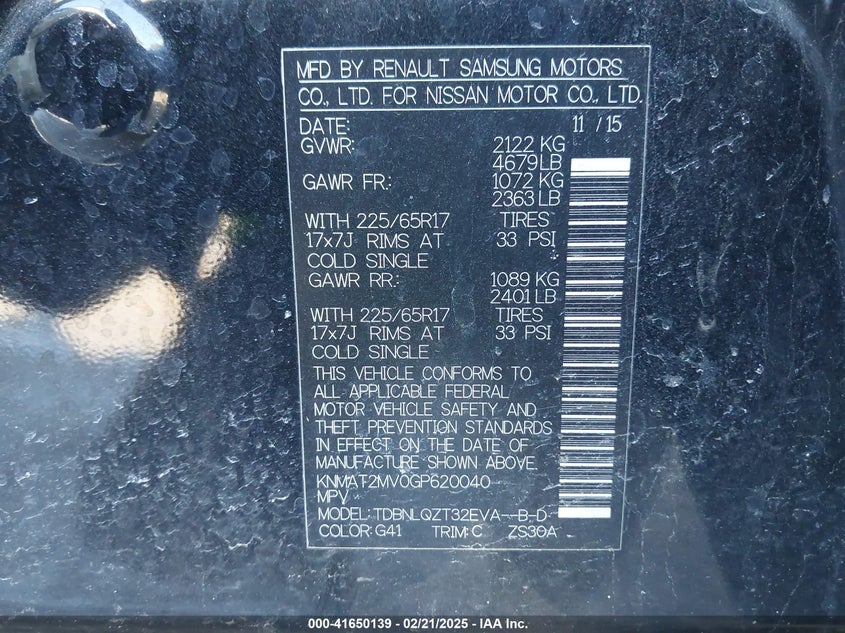 MFD BY RENAULT SAMSUNG MOTORS
CO., LTD. FOR NISSAN MOTOR CO., LTD.
DATE: 11 / 15
GVWR: 2122 KG
4679 LB
GAWR FR.: 1072 KG
2363 LB
WITH 225/65R17 TIRES
17x7J RIMS AT 33 PSI
COLD SINGLE
GAWR RR.: 1089 KG
2401 LB
WITH 225/65R17 TIRES
17x7J RIMS AT 33 PSI
COLD SINGLE
THIS VEHICLE CONFORMS TO
ALL APPLICABLE FEDERAL
MOTOR VEHICLE SAFETY AND
THEFT PREVENTION STANDARDS
IN EFFECT ON THE DATE OF
MANUFACTURE SHOWN ABOVE.
KNMAT2MV0GP620040
MPV
MODEL: TDBNLQZT32EVA--B-D-
COLOR: G41 TRIM: C ZS30A
000-41650139 - 02/21/2025 - IAA Inc.